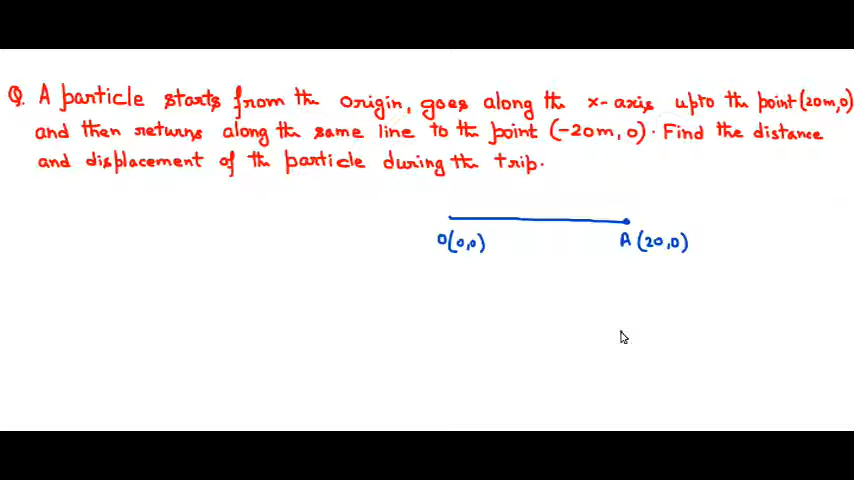 Q. A particle starts from the origin, goes along the x-axis upto the point (20m,0)
and then returns along the same line to the point (-20m, 0). Find the distance
and displacement of the particle during the trip.
O(0,0) A(20,0)